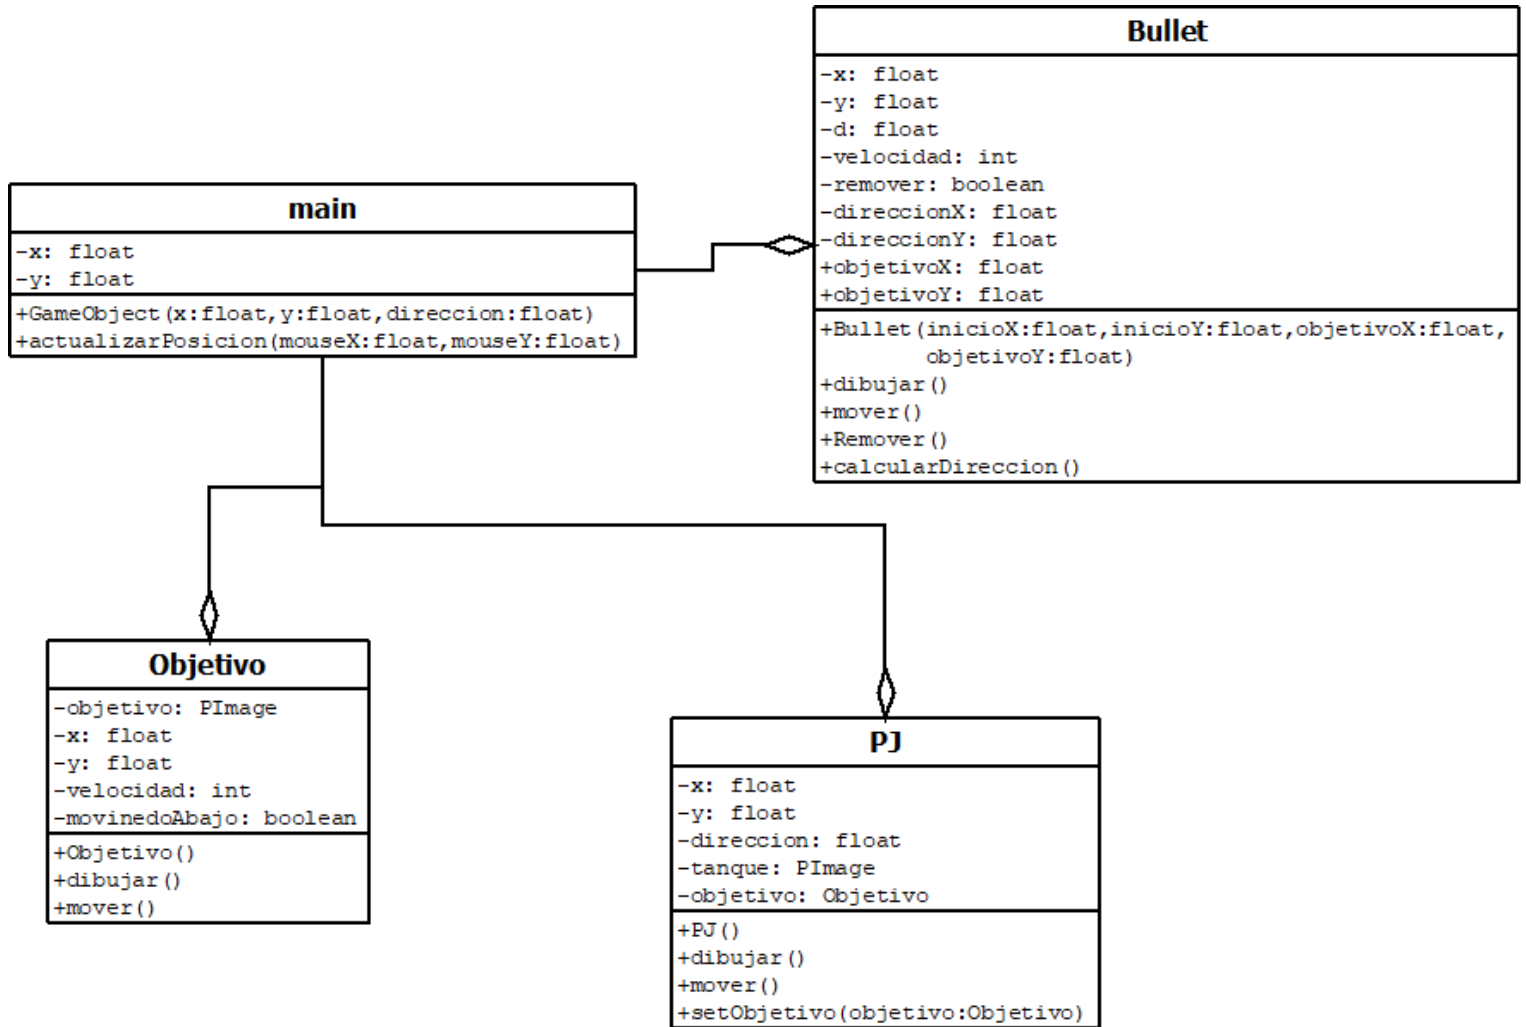 Bullet
-x: float
-y: float
-d: float
-velocidad: int
-remover: boolean
-direccionX: float
-direccionY: float
+objetivoX: float
+objetivoY: float
+Bullet(inicioX:float,inicioY:float,objetivoX:float,
objetivoY:float)
+dibujar()
+mover()
+Remover()
+calcularDireccion()
main
-x: float
-y: float
+GameObject(x:float,y:float,direccion:float)
+actualizarPosicion(mouseX:float,mouseY:float)
Objetivo
-objetivo: PImage
-x: float
-y: float
-velocidad: int
-movinedoAbajo: boolean
+Objetivo()
+dibujar()
+mover()
PJ
-x: float
-y: float
-direccion: float
-tanque: PImage
-objetivo: Objetivo
+PJ()
+dibujar()
+mover()
+setObjetivo(objetivo:Objetivo)